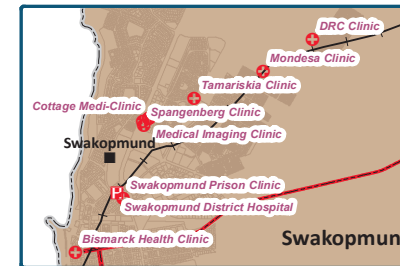 DRC Clinic
Mondesa Clinic
Tamariskia Clinic
Cottage Medi-Clinic
Spangenberg Clinic
Medical Imaging Clinic
Swakopmund
Swakopmund Prison Clinic
H
Swakopmund District Hospital
Bismarck Health Clinic
Swakopmun